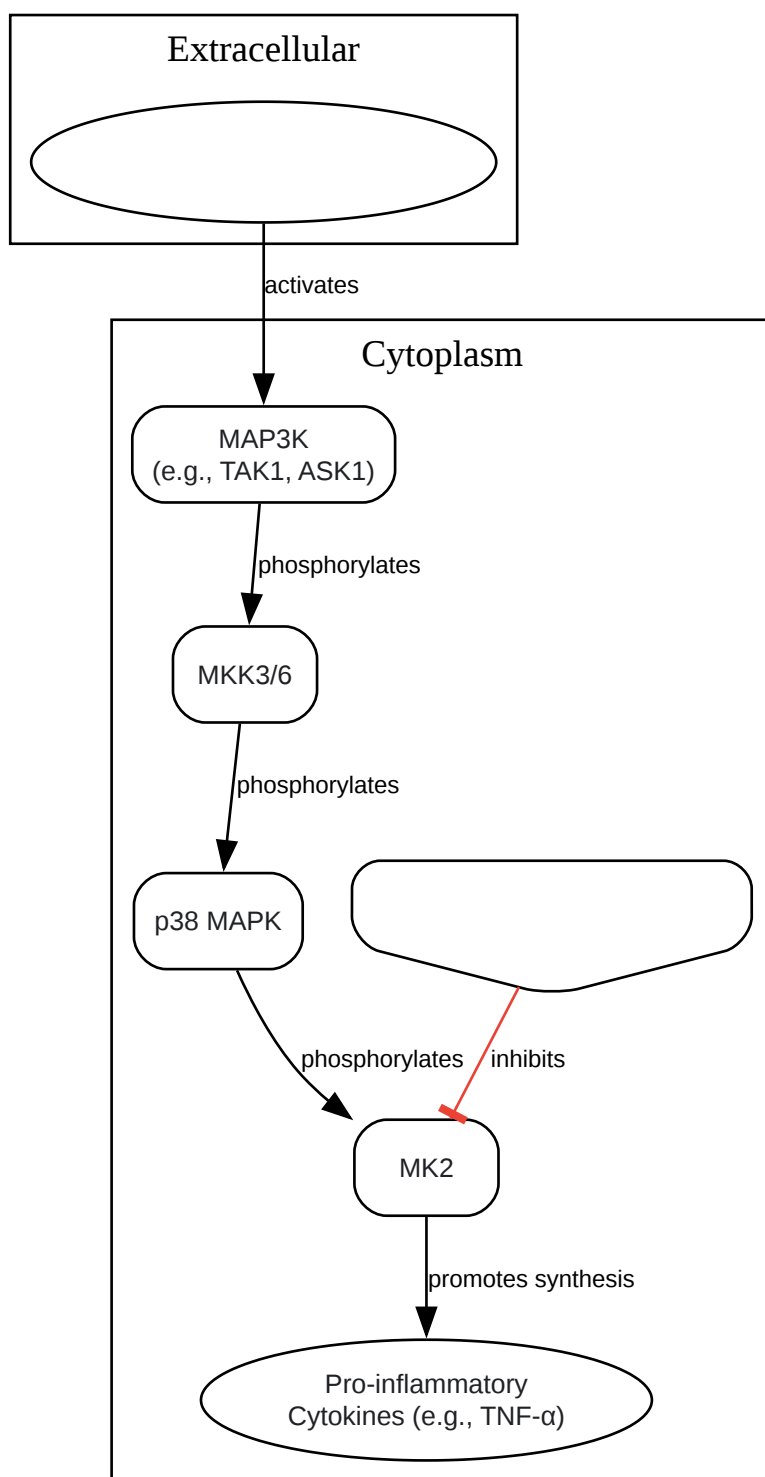 Extracellular
activates
Cytoplasm
MAP3K
(e.g., TAK1, ASK1)
phosphorylates
MKK3/6
phosphorylates
p38 MAPK
phosphorylates
inhibits
MK2
promotes synthesis
Pro-inflammatory
Cytokines (e.g., TNF-α)